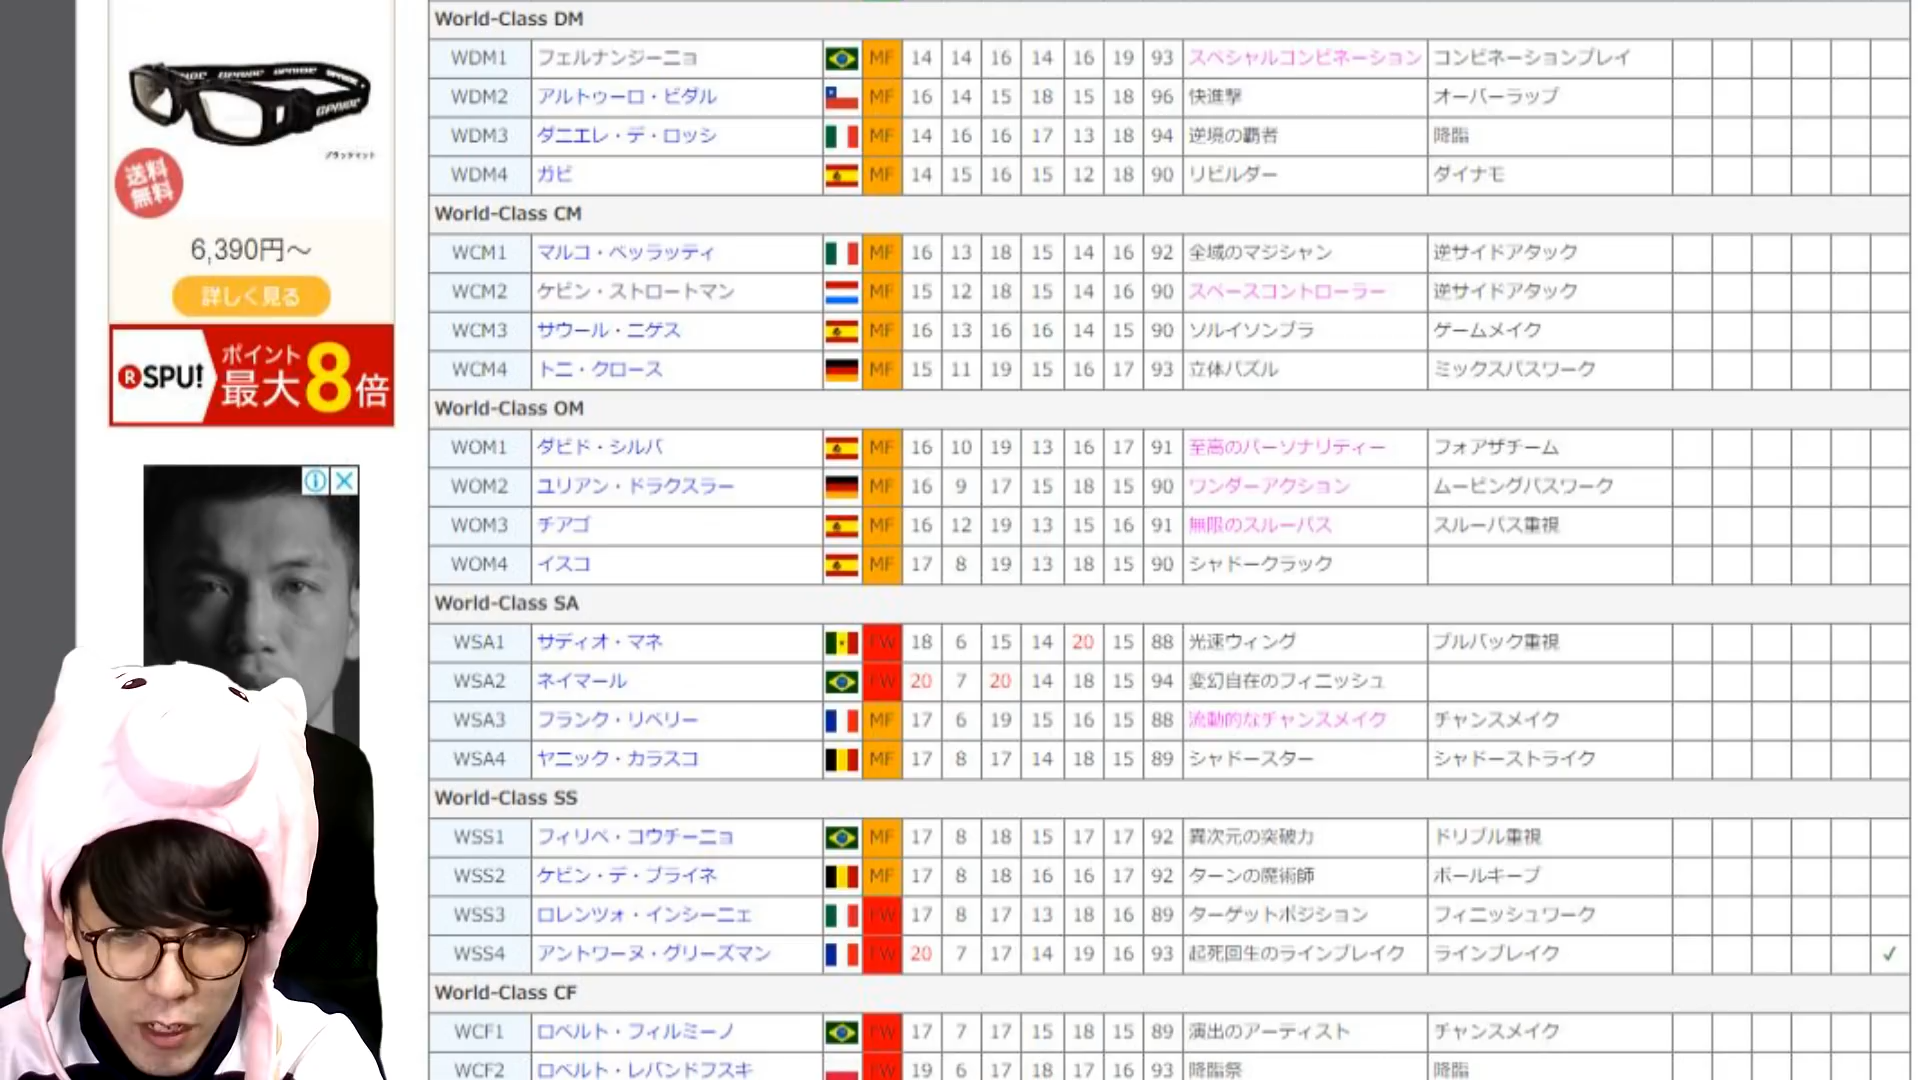 World-Class DM
WDM1 フェルナンジーニョ MF 14 14 16 14 16 19 93 スペシャルコンビネーション コンビネーションプレイ
WDM2 アルトゥーロ・ビダル MF 16 14 15 18 15 18 96 快進撃 オーバーラップ
WDM3 ダニエレ・デ・ロッシ MF 14 16 16 17 13 18 94 逆境の覇者 降臨
WDM4 ガビ MF 14 15 16 15 12 18 90 リビルダー ダイナモ
World-Class CM
WCM1 マルコ・ベッラッティ MF 16 13 18 15 14 16 92 全域のマジシャン 逆サイドアタック
WCM2 ケビン・ストロートマン MF 15 12 18 15 14 16 90 スペースコントローラー 逆サイドアタック
WCM3 サウール・ニゲス MF 16 13 16 16 14 15 90 ソルイソンブラ ゲームメイク
WCM4 トニ・クロース MF 15 11 19 15 16 17 93 立体パズル ミックスパスワーク
World-Class OM
WOM1 ダビド・シルバ MF 16 10 19 13 16 17 91 至高のパーソナリティー フォアザチーム
WOM2 ユリアン・ドラクスラー MF 16 9 17 15 18 15 90 ワンダーアクション ムービングパスワーク
WOM3 チアゴ MF 16 12 19 13 15 16 91 無限のスルーパス スルーパス重視
WOM4 イスコ MF 17 8 19 13 18 15 90 シャドークラック
World-Class SA
WSA1 サディオ・マネ FW 18 6 15 14 20 15 88 光速ウィング プルバック重視
WSA2 ネイマール FW 20 7 20 14 18 15 94 変幻自在のフィニッシュ
WSA3 フランク・リベリー MF 17 6 19 15 16 15 88 流動的なチャンスメイク チャンスメイク
WSA4 ヤニック・カラスコ MF 17 8 17 14 18 15 89 シャドースター シャドーストライク
World-Class SS
WSS1 フィリペ・コウチーニョ MF 17 8 18 15 17 17 92 異次元の突破力 ドリブル重視
WSS2 ケビン・デ・ブライネ MF 17 8 18 16 16 17 92 ターンの魔術師 ボールキープ
WSS3 ロレンツォ・インシーニェ FW 17 8 17 13 18 16 89 ターゲットポジション フィニッシュワーク
WSS4 アントワーヌ・グリーズマン FW 20 7 17 14 19 16 93 起死回生のラインブレイク ラインブレイク ✓
World-Class CF
WCF1 ロベルト・フィルミーノ FW 17 7 17 15 18 15 89 演出のアーティスト チャンスメイク
WCF2 ロベルト・レバンドフスキ FW 19 6 17 18 17 16 93 降臨祭 降臨
ブラックマット
送料
無料
6,390円〜
詳しく見る
R SPU!
ポイント
最大8倍